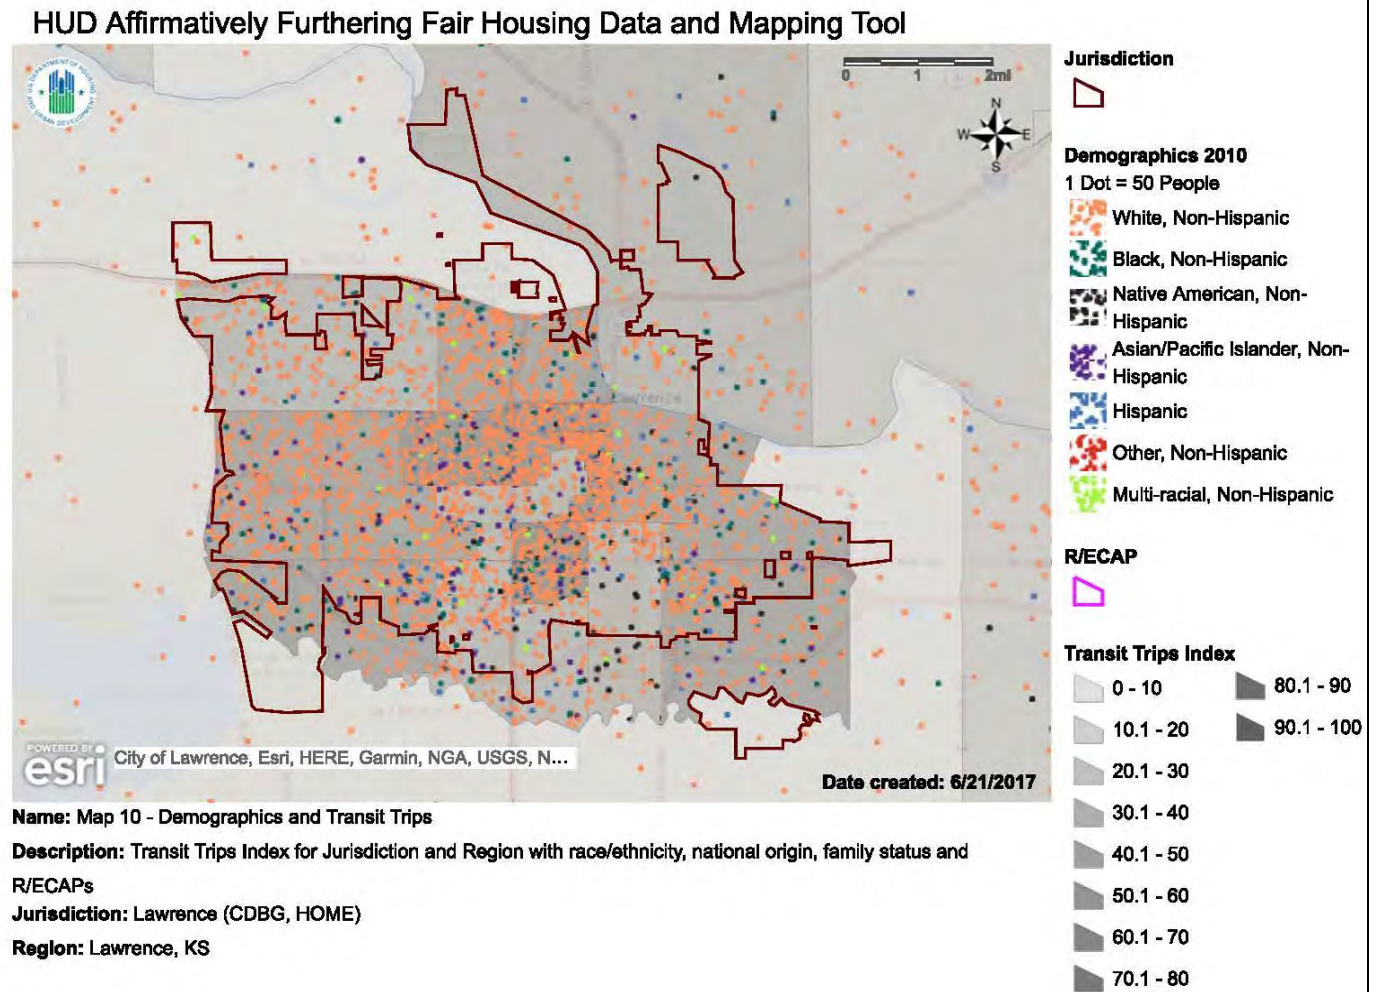 HUD Affirmatively Furthering Fair Housing Data and Mapping Tool
0 1 2mi
N
W E
S
Lawrence
POWERED BY
esri
City of Lawrence, Esri, HERE, Garmin, NGA, USGS, N...
Date created: 6/21/2017
Name: Map 10 - Demographics and Transit Trips
Description: Transit Trips Index for Jurisdiction and Region with race/ethnicity, national origin, family status and
R/ECAPs
Jurisdiction: Lawrence (CDBG, HOME)
Region: Lawrence, KS
Jurisdiction
Demographics 2010
1 Dot = 50 People
White, Non-Hispanic
Black, Non-Hispanic
Native American, Non-
Hispanic
Asian/Pacific Islander, Non-
Hispanic
Hispanic
Other, Non-Hispanic
Multi-racial, Non-Hispanic
R/ECAP
Transit Trips Index
0 - 10
10.1 - 20
20.1 - 30
30.1 - 40
40.1 - 50
50.1 - 60
60.1 - 70
70.1 - 80
80.1 - 90
90.1 - 100